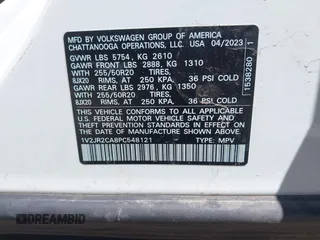 MFD. BY VOLKSWAGEN GROUP OF AMERICA
CHATTANOOGA OPERATIONS, LLC. USA 04/2023
GVWR LBS 5754, KG 2610
GAWR FRONT LBS 2888, KG 1310
WITH 255/50R20 TIRES,
8JX20 RIMS, AT 250 KPA, 36 PSI COLD
GAWR REAR LBS 2976, KG 1350
WITH 255/50R20 TIRES,
8JX20 RIMS, AT 250 KPA, 36 PSI COLD
THIS VEHICLE CONFORMS TO ALL APPLICABLE
FEDERAL MOTOR VEHICLE SAFETY AND THEFT
PREVENTION STANDARDS IN EFFECT ON THE
DATE OF MANUFACTURE SHOWN ABOVE.
1V2JR2CA8PC548121 TYPE: MPV
1538280 1
DAREDBID